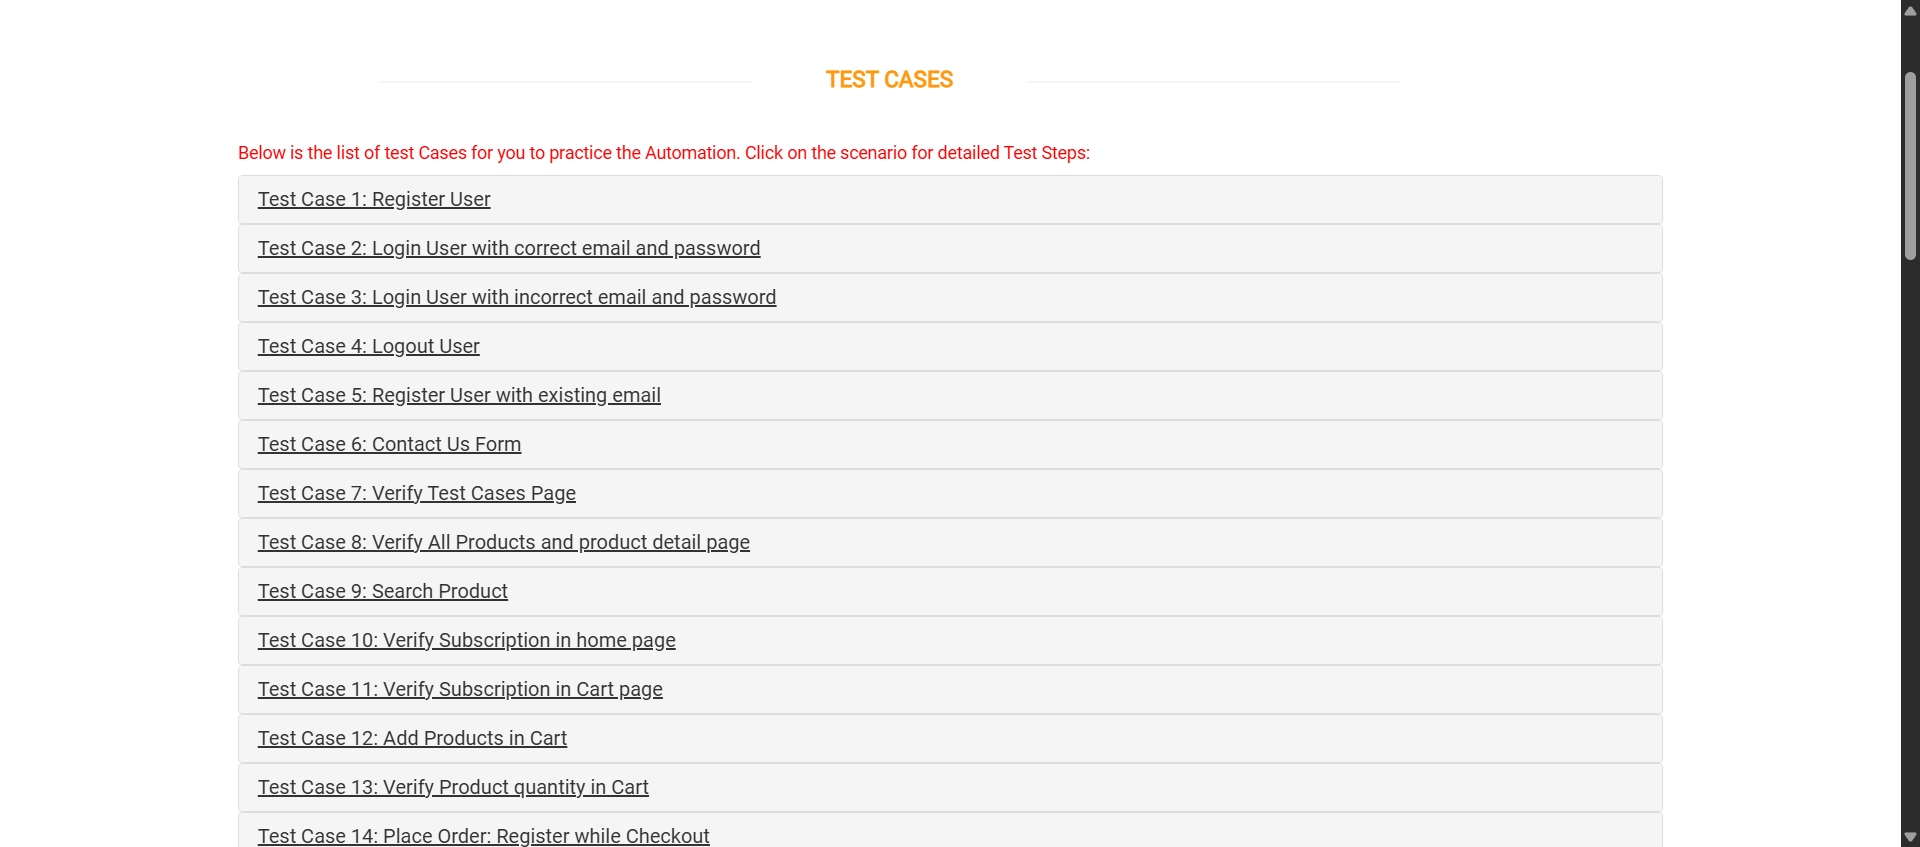 TEST CASES
Below is the list of test Cases for you to practice the Automation. Click on the scenario for detailed Test Steps:
Test Case 1: Register User
Test Case 2: Login User with correct email and password
Test Case 3: Login User with incorrect email and password
Test Case 4: Logout User
Test Case 5: Register User with existing email
Test Case 6: Contact Us Form
Test Case 7: Verify Test Cases Page
Test Case 8: Verify All Products and product detail page
Test Case 9: Search Product
Test Case 10: Verify Subscription in home page
Test Case 11: Verify Subscription in Cart page
Test Case 12: Add Products in Cart
Test Case 13: Verify Product quantity in Cart
Test Case 14: Place Order: Register while Checkout